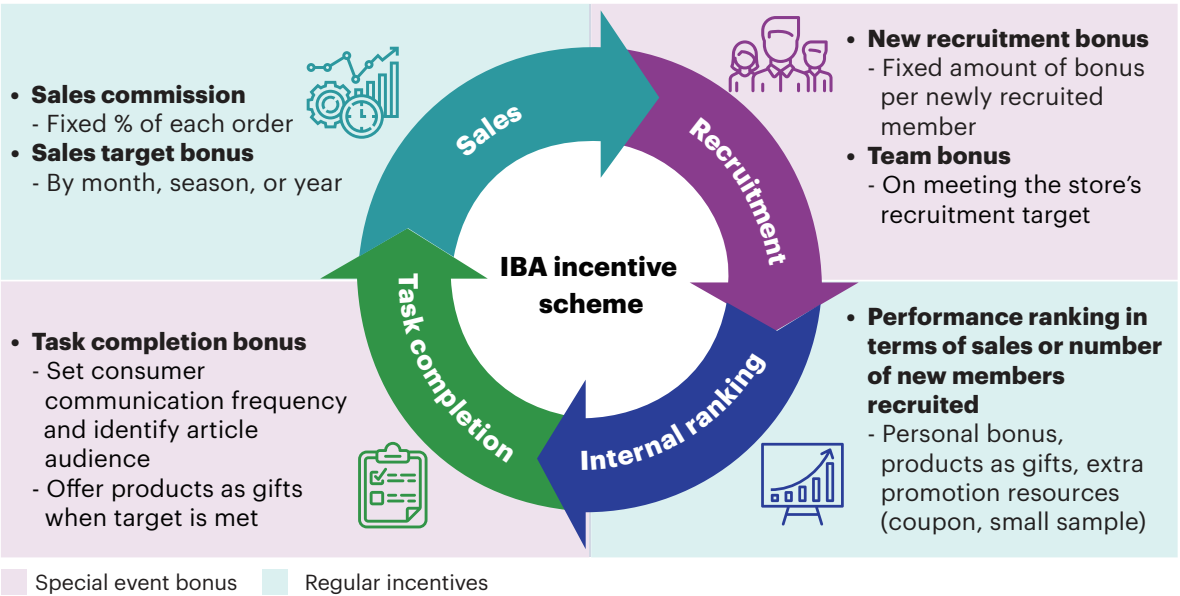 • Sales commission
- Fixed % of each order
• Sales target bonus
- By month, season, or year
Sales
• New recruitment bonus
- Fixed amount of bonus
per newly recruited
member
• Team bonus
- On meeting the store’s
recruitment target
Recruitment
IBA incentive
scheme
• Task completion bonus
- Set consumer
communication frequency
and identify article
audience
- Offer products as gifts
when target is met
Task completion
Internal ranking
• Performance ranking in
terms of sales or number
of new members
recruited
- Personal bonus,
products as gifts, extra
promotion resources
(coupon, small sample)
Special event bonus
Regular incentives